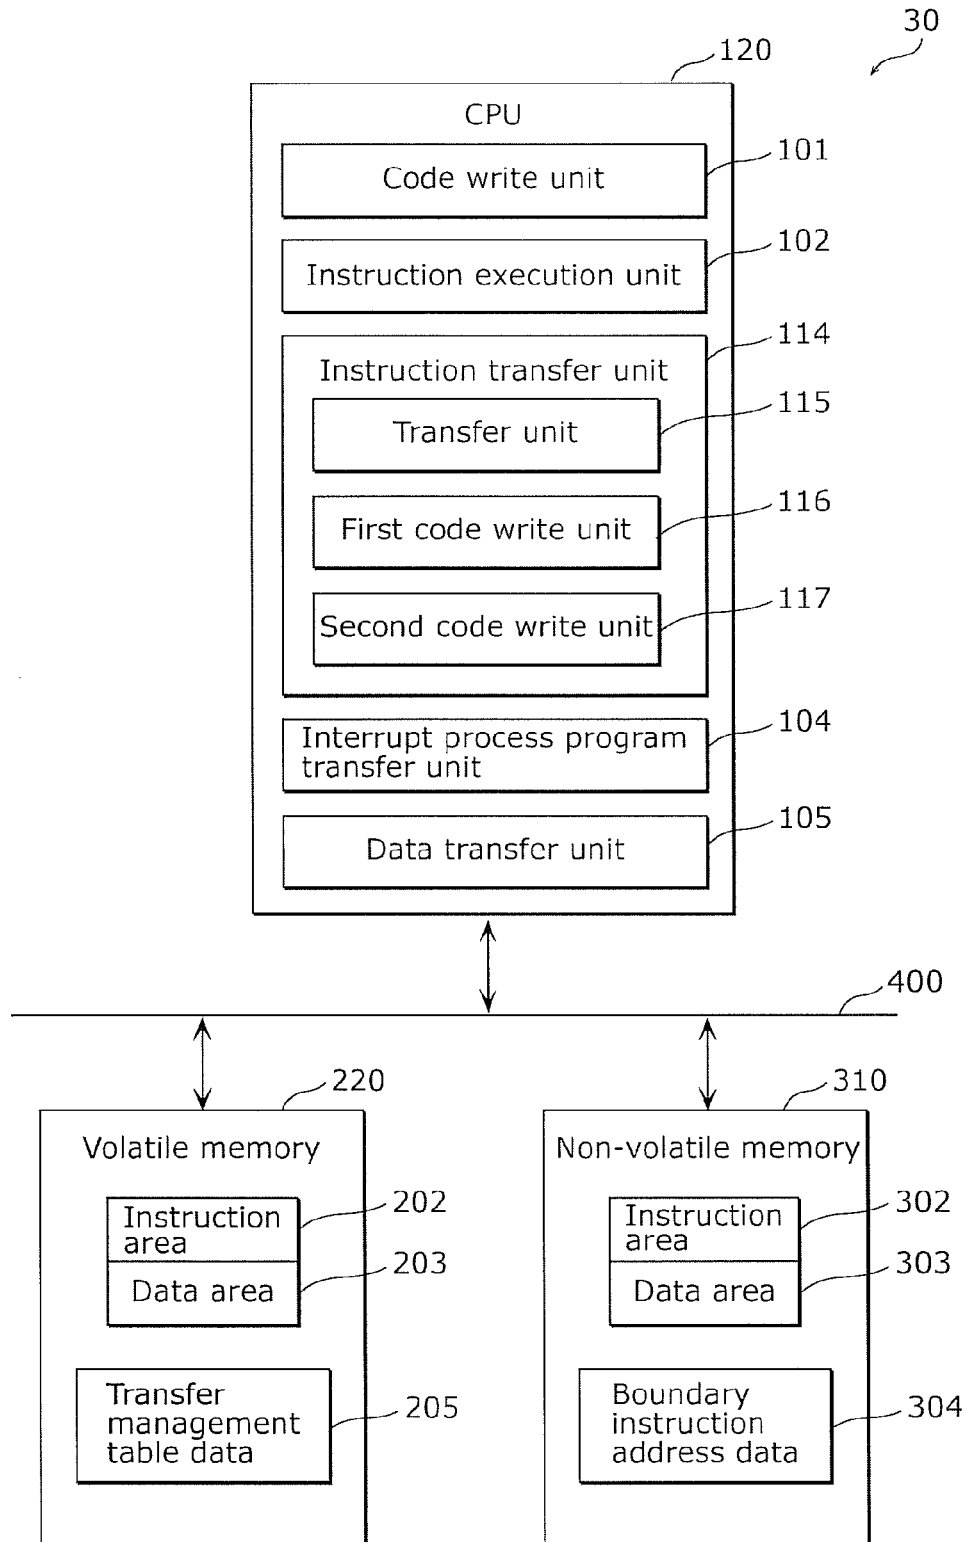 30
120
CPU
101
Code write unit
102
Instruction execution unit
114
Instruction transfer unit
115
Transfer unit
116
First code write unit
117
Second code write unit
104
Interrupt process program
transfer unit
105
Data transfer unit
400
220
310
Volatile memory
Non-volatile memory
Instruction
area
202
Instruction
area
302
Data area
203
Data area
303
Transfer
management
table data
205
Boundary
instruction
address data
304